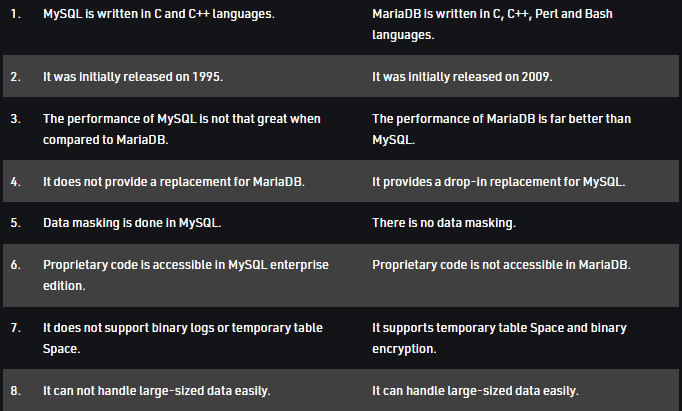 1. MySQL is written in C and C++ languages. MariaDB is written in C, C++, Perl and Bash
languages.
2. It was initially released on 1995. It was initially released on 2009.
3. The performance of MySQL is not that great when The performance of MariaDB is far better than
compared to MariaDB. MySQL.
4. It does not provide a replacement for MariaDB. It provides a drop-in replacement for MySQL.
5. Data masking is done in MySQL. There is no data masking.
6. Proprietary code is accessible in MySQL enterprise Proprietary code is not accessible in MariaDB.
edition.
7. It does not support binary logs or temporary table It supports temporary table Space and binary
Space. encryption.
8. It can not handle large-sized data easily. It can handle large-sized data easily.